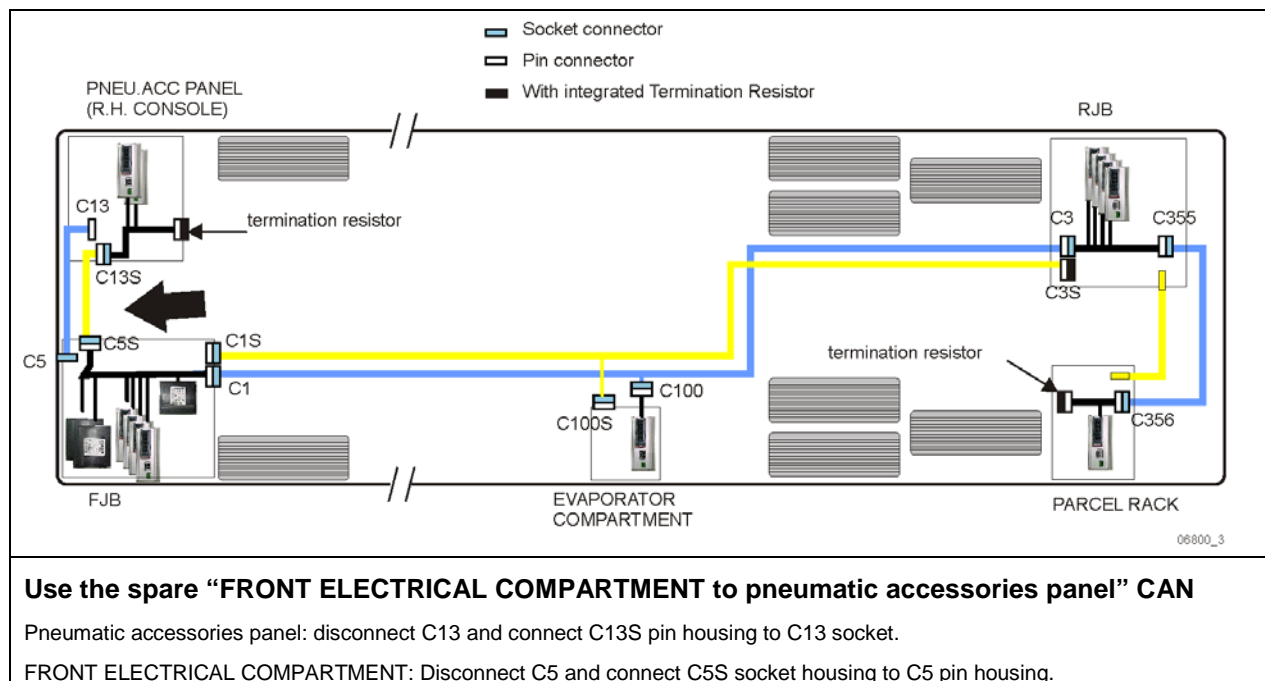 Socket connector
Pin connector
With integrated Termination Resistor
PNEU.ACC PANEL
(R.H. CONSOLE)
RJB
C13
termination resistor
C3
C355
C13S
C3S
C5
C5S
C1S
C1
termination resistor
C100
C100S
C356
FJB
EVAPORATOR
COMPARTMENT
PARCEL RACK
06800_3
Use the spare “FRONT ELECTRICAL COMPARTMENT to pneumatic accessories panel” CAN
Pneumatic accessories panel: disconnect C13 and connect C13S pin housing to C13 socket.
FRONT ELECTRICAL COMPARTMENT: Disconnect C5 and connect C5S socket housing to C5 pin housing.